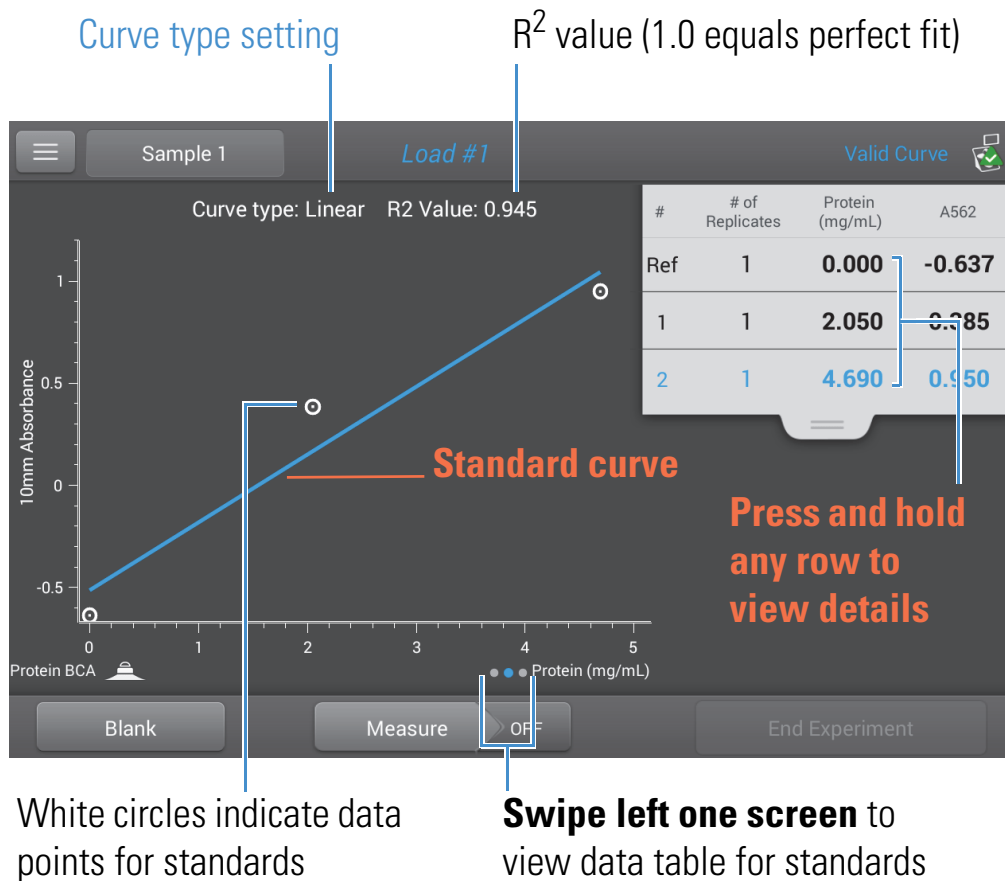 Curve type setting
R2 value (1.0 equals perfect fit)
Sample 1
Load #1
Valid Curve
Curve type: Linear R2 Value: 0.945
# # of Replicates Protein (mg/mL) A562
Ref 1 0.000 -0.637
1 1 2.050 0.385
2 1 4.690 0.950
1
0.5
0
-0.5
10mm Absorbance
Standard curve
Press and hold
any row to
view details
0 1 2 3 4 5
Protein BCA
Protein (mg/mL)
Blank
Measure
OFF
End Experiment
White circles indicate data
points for standards
Swipe left one screen to
view data table for standards